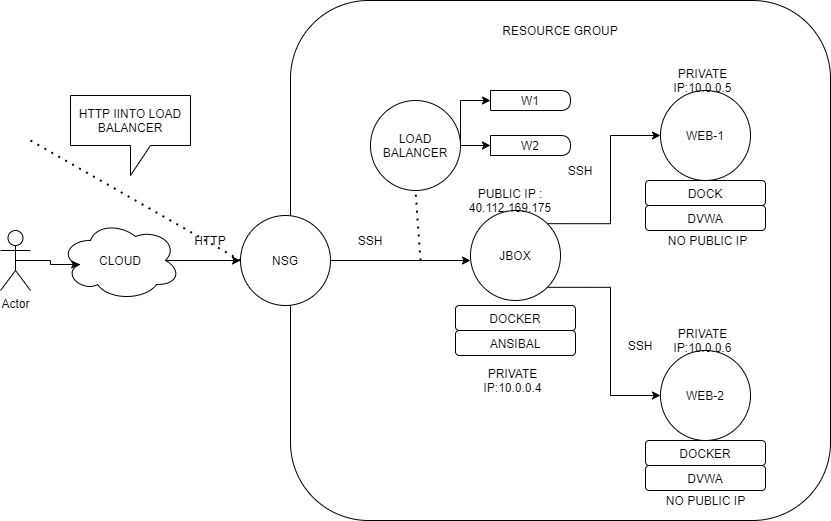 RESOURCE GROUP
HTTP IINTO LOAD
BALANCER
LOAD
BALANCER
W1
W2
PRIVATE
IP:10.0.0.5
WEB-1
SSH
DOCK
DVWA
NO PUBLIC IP
PUBLIC IP :
40.112.169.175
Actor
CLOUD
HTTP
NSG
SSH
JBOX
DOCKER
ANSIBAL
PRIVATE
IP:10.0.0.4
SSH
PRIVATE
IP:10.0.0.6
WEB-2
DOCKER
DVWA
NO PUBLIC IP